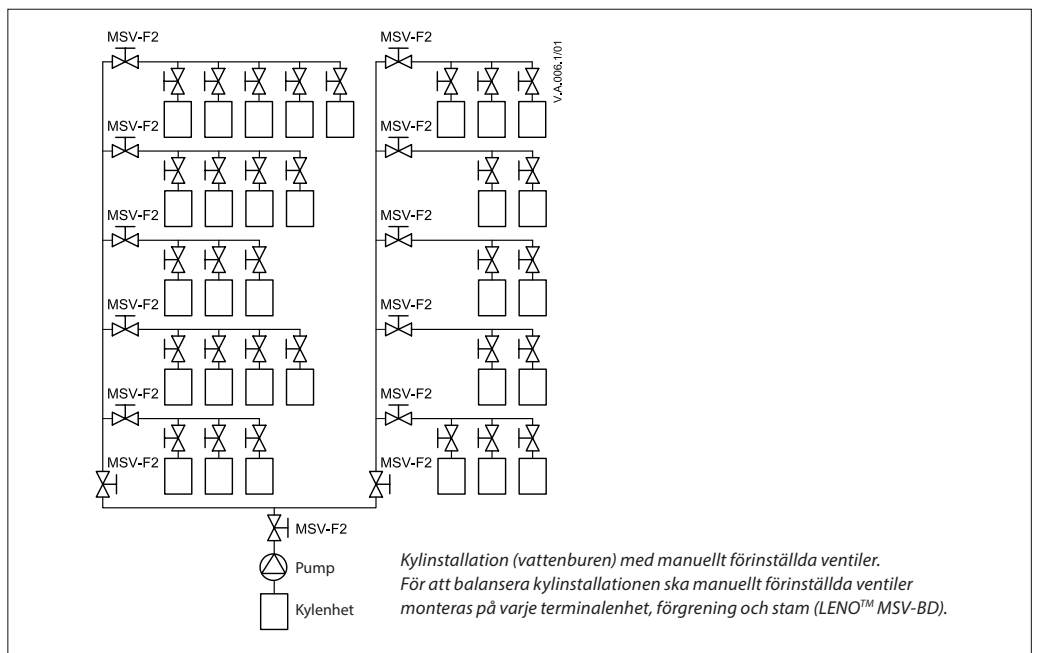 MSV-F2 MSV-F2
V.A.006.1/01
MSV-F2 MSV-F2
MSV-F2 MSV-F2
MSV-F2 MSV-F2
MSV-F2 MSV-F2
MSV-F2 MSV-F2
MSV-F2
Pump
Kylenhet
Kylinstallation (vattenburen) med manuellt förinställda ventiler.
För att balansera kylinstallationen ska manuellt förinställda ventiler
monteras på varje terminalenhet, förgrening och stam (LENO™ MSV-BD).